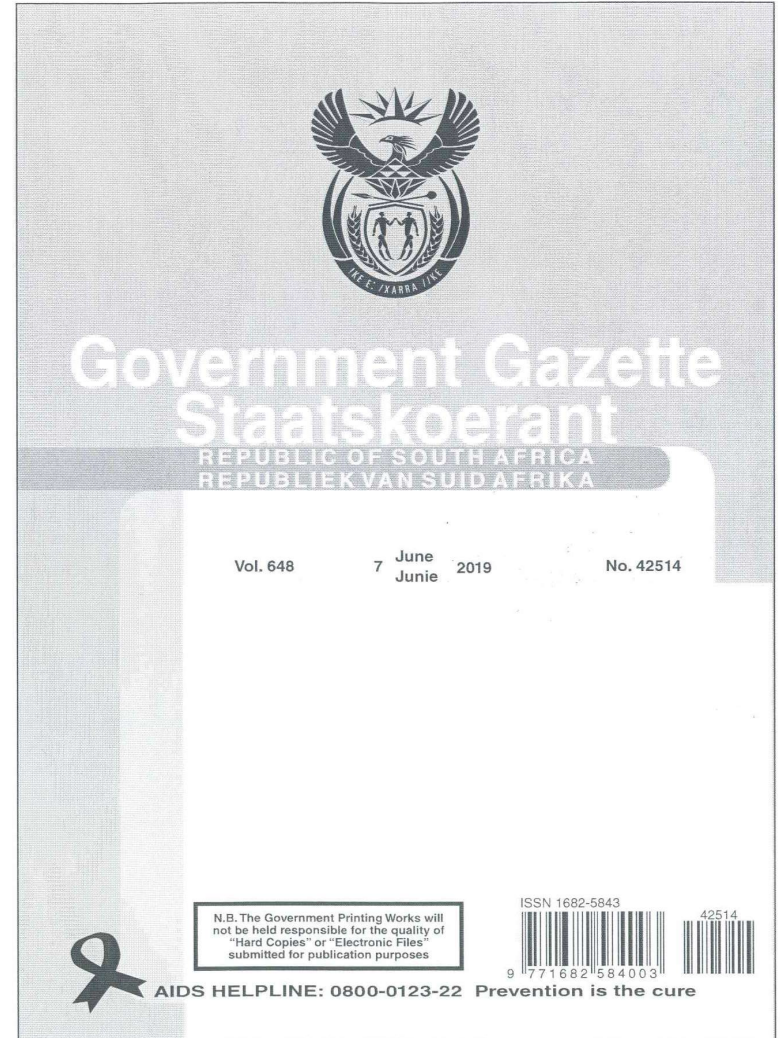 !KE E: /XARRA //KE
Government Gazette
Staatskoerant
REPUBLIC OF SOUTH AFRICA
REPUBLIEK VAN SUID AFRIKA
Vol. 648
7 June 2019
Junie
No. 42514
N.B. The Government Printing Works will
not be held responsible for the quality of
"Hard Copies" or "Electronic Files"
submitted for publication purposes
ISSN 1682-5843
42514
9 771682 584003
AIDS HELPLINE: 0800-0123-22 Prevention is the cure